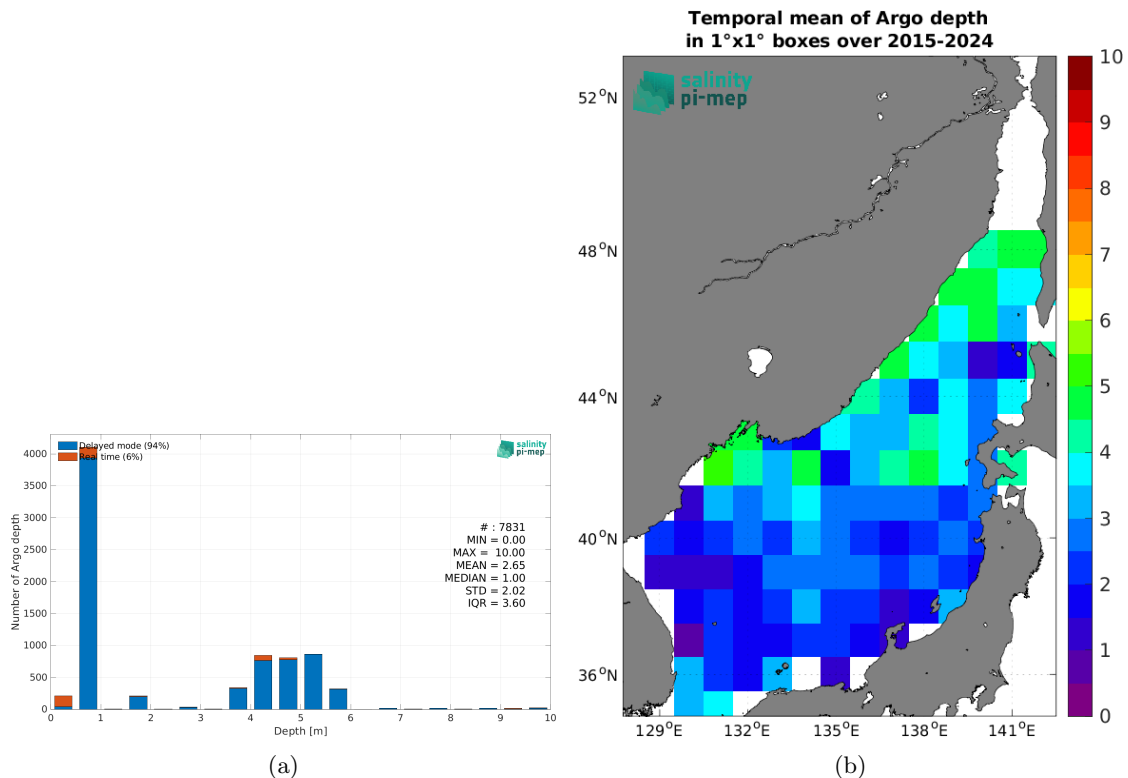 Temporal mean of Argo depth
in 1°x1° boxes over 2015-2024
salinity
pi-mep
52°N
48°N
44°N
40°N
36°N
129°E
132°E
135°E
138°E
141°E
10
9
8
7
6
5
4
3
2
1
0
(b)
Delayed mode (94%)
Real time (6%)
salinity
pi-mep
# : 7831
MIN = 0.00
MAX = 10.00
MEAN = 2.65
MEDIAN = 1.00
STD = 2.02
IQR = 3.60
Number of Argo depth
4000
3500
3000
2500
2000
1500
1000
500
0
0
1
2
3
4
5
6
7
8
9
10
Depth [m]
(a)